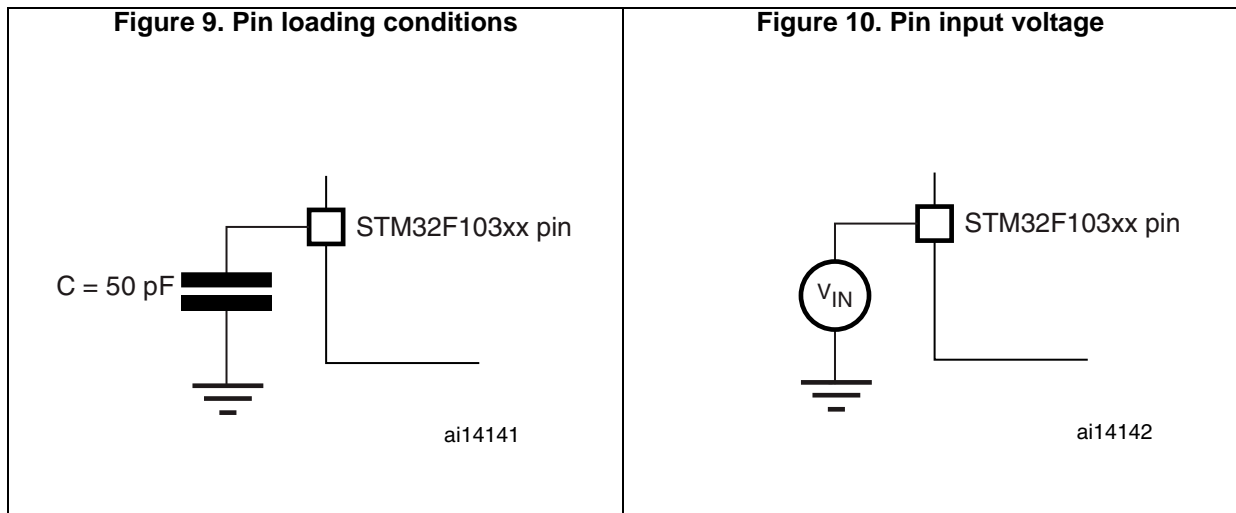 Figure 9. Pin loading conditions
STM32F103xx pin
C = 50 pF
ai14141
Figure 10. Pin input voltage
STM32F103xx pin
VIN
ai14142